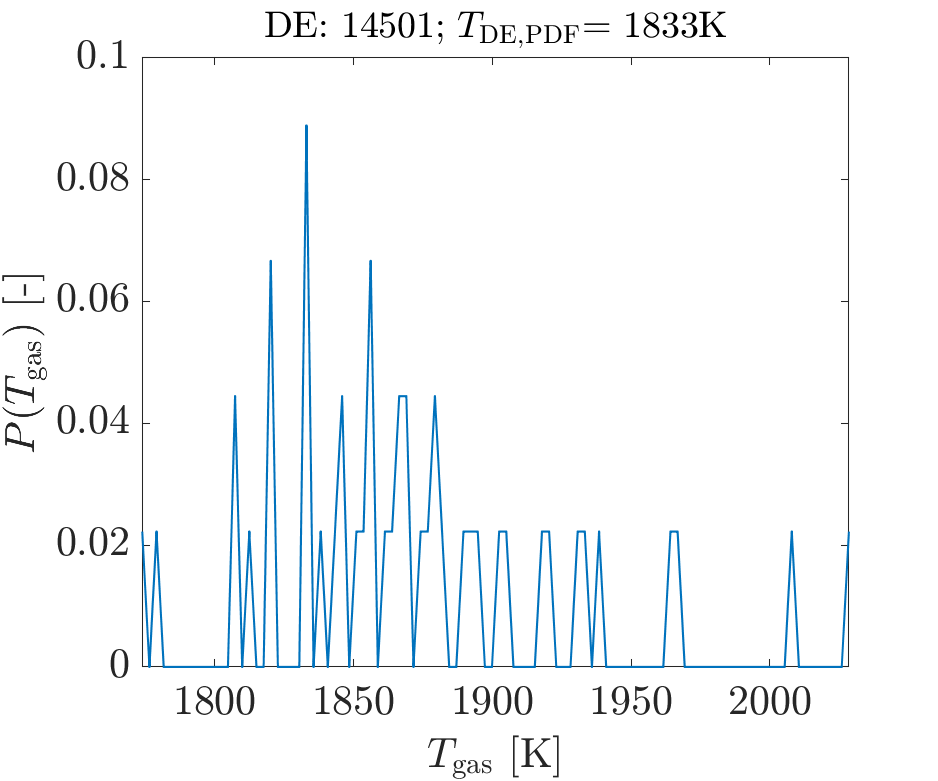 DE: 14501; T_DE,PDF= 1833K
0.1
0.08
0.06
0.04
0.02
0
P(T_gas) [-]
1800 1850 1900 1950 2000
T_gas [K]